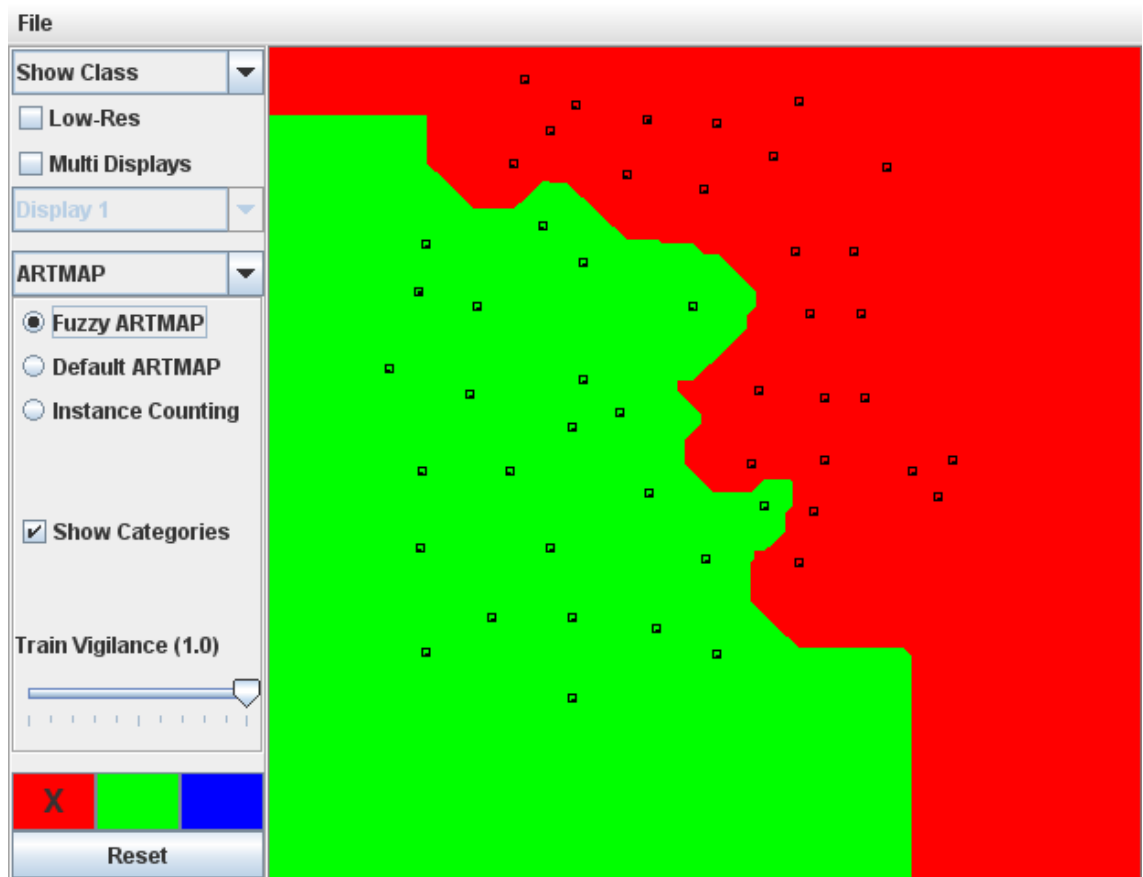 File
Show Class
Low-Res
Multi Displays
Display 1
ARTMAP
Fuzzy ARTMAP
Default ARTMAP
Instance Counting
Show Categories
Train Vigilance (1.0)
X
Reset